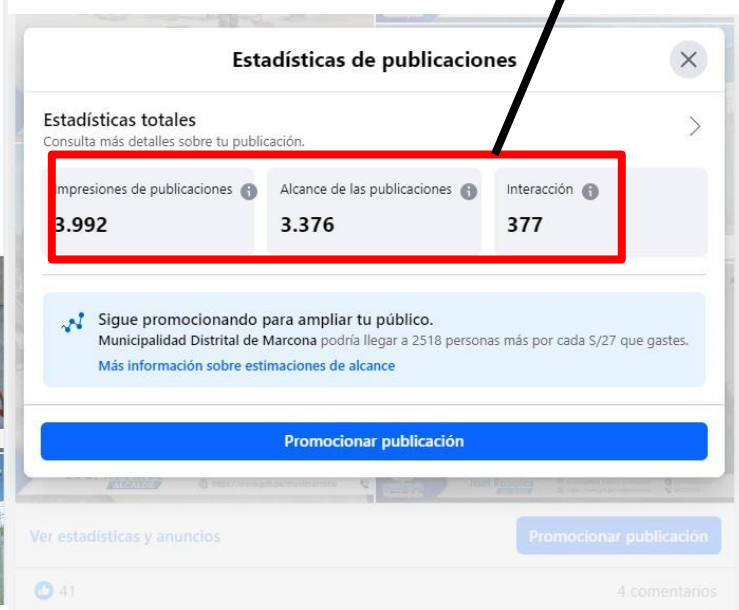 Estadísticas de publicaciones
Estadísticas totales
Consulta más detalles sobre tu publicación.
Impresiones de publicaciones
Alcance de las publicaciones
Interacción
3.992
3.376
377
Sigue promocionando para ampliar tu público.
Municipalidad Distrital de Marcona podría llegar a 2518 personas más por cada S/27 que gastes.
Más información sobre estimaciones de alcance
Promocionar publicación
ALCALDE
Ver estadísticas y anuncios
Promocionar publicación
41
4 comentarios